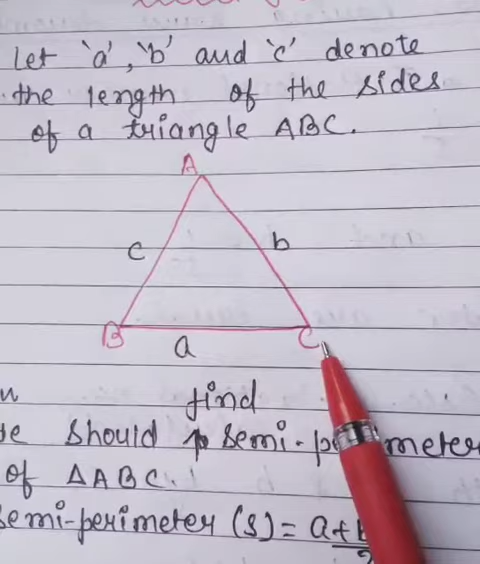 let 'a', 'b' and 'c' denote
the length of the sides
of a triangle ABC.
A
c
b
B
C
a
find
should semi-
of ΔABC.
semi-perimeter (s) = a+